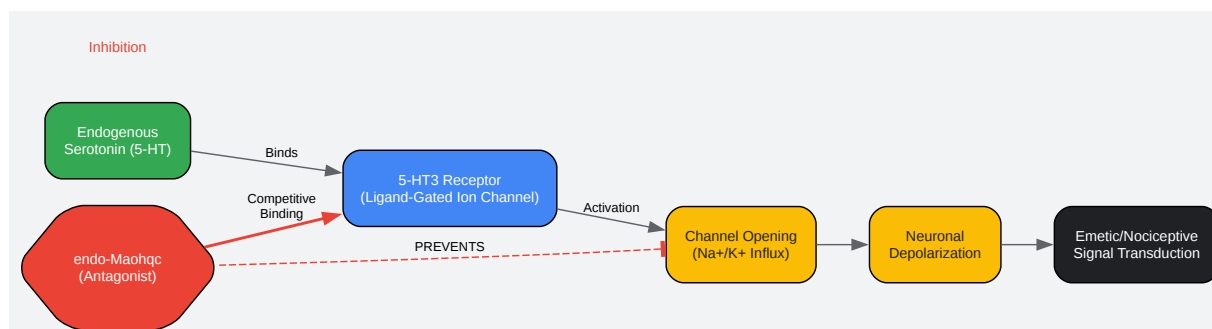 Inhibition
Endogenous
Serotonin (5-HT)
Binds
5-HT3 Receptor
(Ligand-Gated Ion Channel)
Competitive
Binding
endo-Maohqc
(Antagonist)
PREVENTS
Activation
Channel Opening
(Na+/K+ Influx)
Neuronal
Depolarization
Emetic/Nociceptive
Signal Transduction